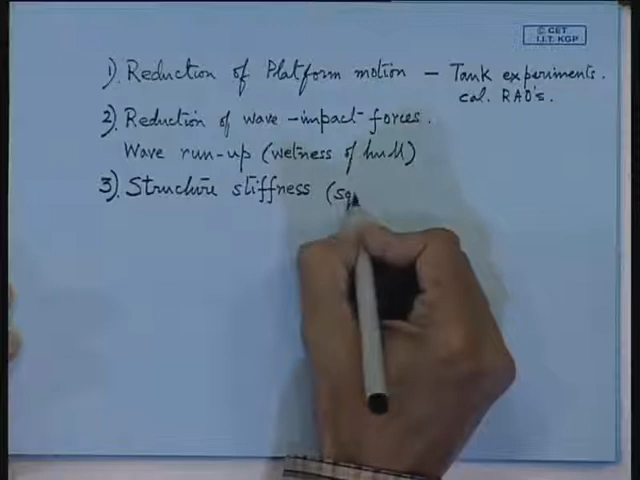 © CET
I.I.T. KGP
1). Reduction of Platform motion – Tank experiments.
cal. RAO's.
2). Reduction of wave-impact forces.
Wave run-up (wetness of hull)
3). Structure stiffness